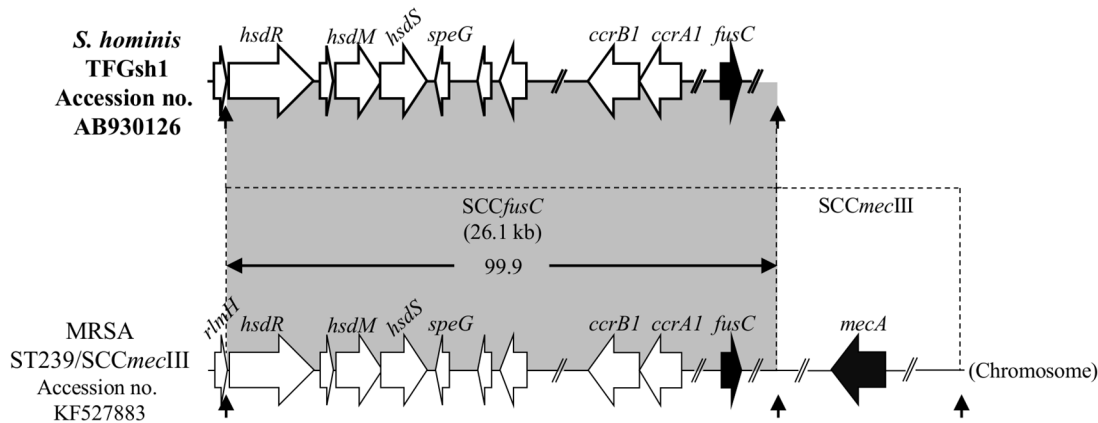 hsdR hsdM hsdS speG ccrB1 ccrA1 fusC
S. hominis
TFGsh1
Accession no.
AB930126
SCCfusC
(26.1 kb)
SCCmecIII
99.9
rlmH hsdR hsdM hsdS speG ccrB1 ccrA1 fusC mecA
MRSA
ST239/SCCmecIII
Accession no.
KF527883
(Chromosome)